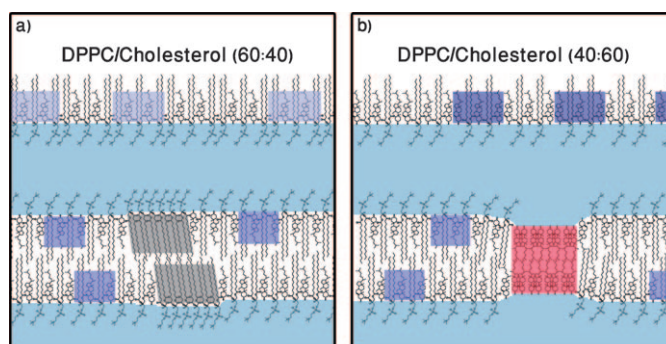 a)
DPPC/Cholesterol (60:40)
b)
DPPC/Cholesterol (40:60)